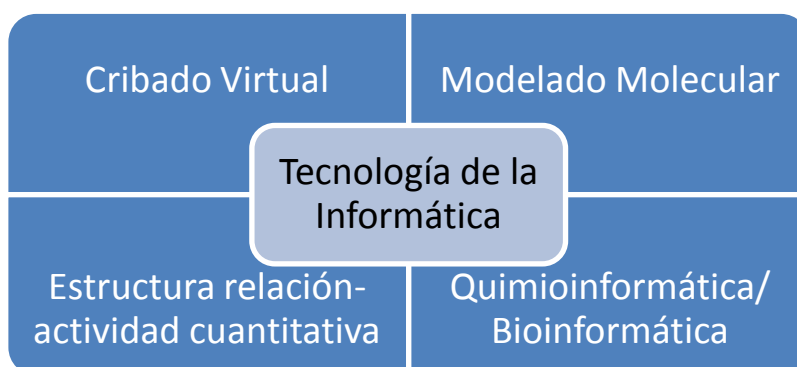 Cribado Virtual
Modelado Molecular
Tecnología de la
Informática
Estructura relación-
actividad cuantitativa
Quimioinformática/
Bioinformática